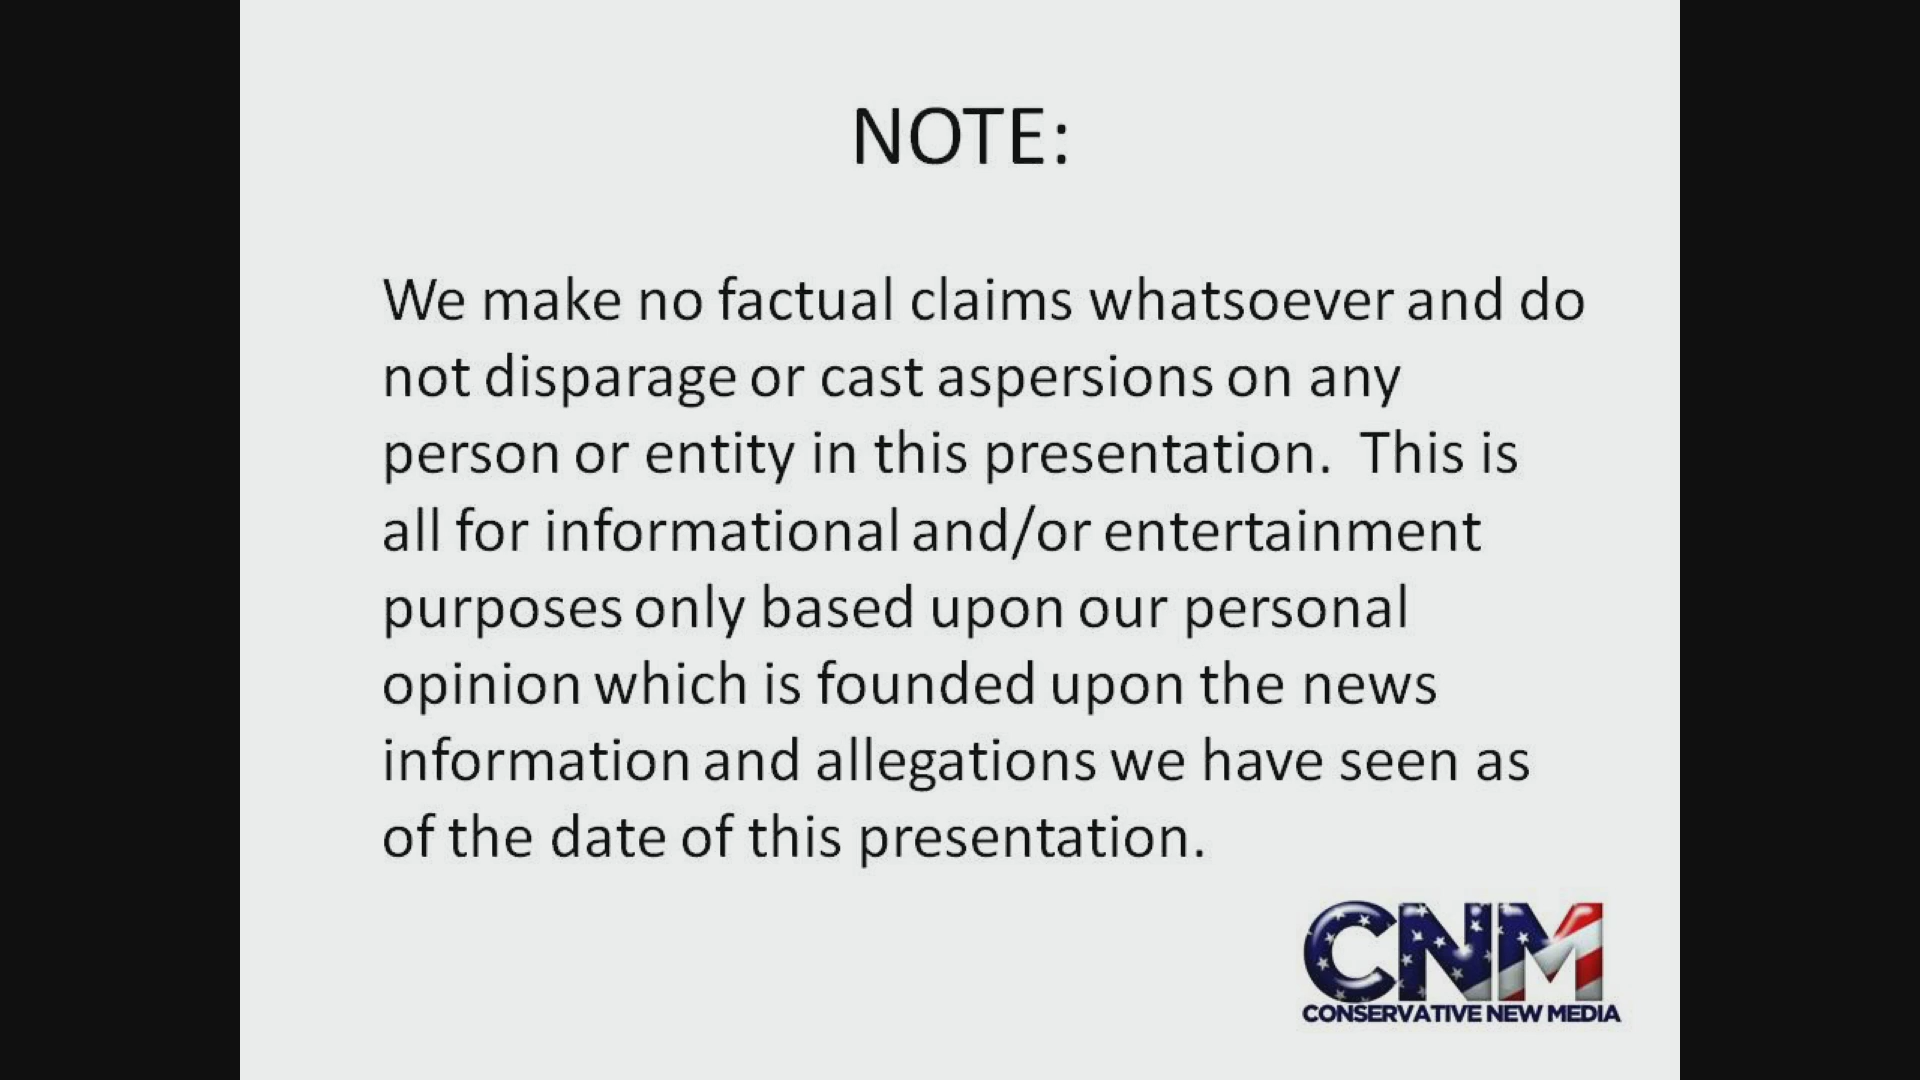 NOTE:
We make no factual claims whatsoever and do
not disparage or cast aspersions on any
person or entity in this presentation.  This is
all for informational and/or entertainment
purposes only based upon our personal
opinion which is founded upon the news
information and allegations we have seen as
of the date of this presentation.
CNM
CONSERVATIVE NEW MEDIA